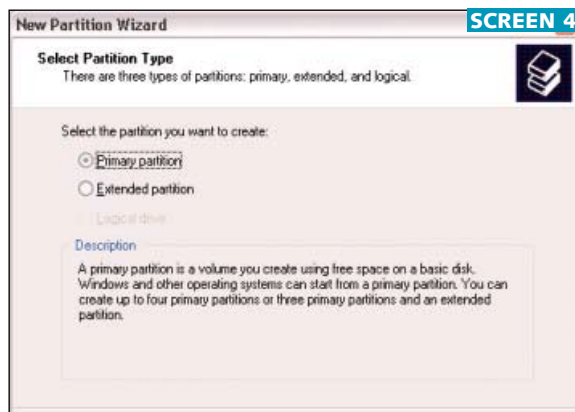 New Partition Wizard
SCREEN 4
Select Partition Type
There are three types of partitions: primary, extended, and logical.
Select the partition you want to create:
Primary partition
Extended partition
Logical drive
Description
A primary partition is a volume you create using free space on a basic disk.
Windows and other operating systems can start from a primary partition. You can
create up to four primary partitions or three primary partitions and an extended
partition.